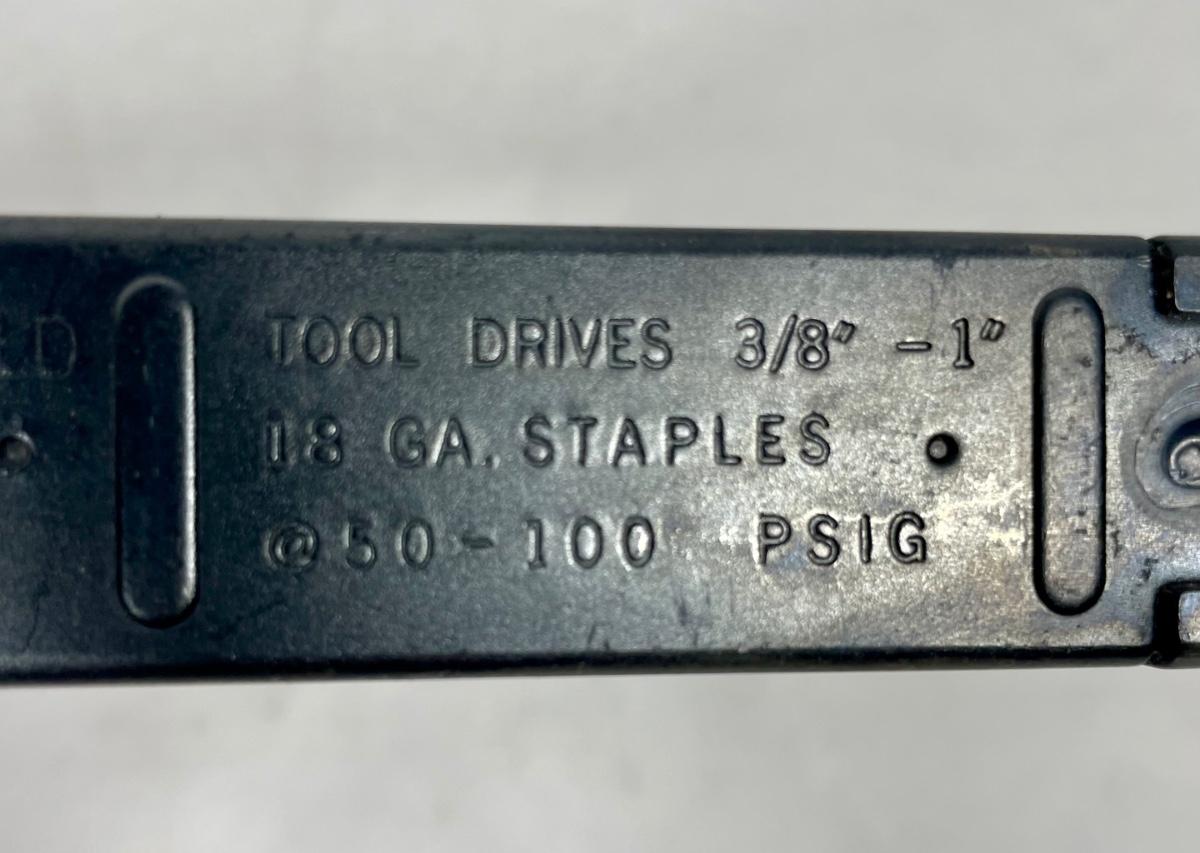 TOOL DRIVES 3/8" - 1"
18 GA. STAPLES
@ 50 - 100 PSIG